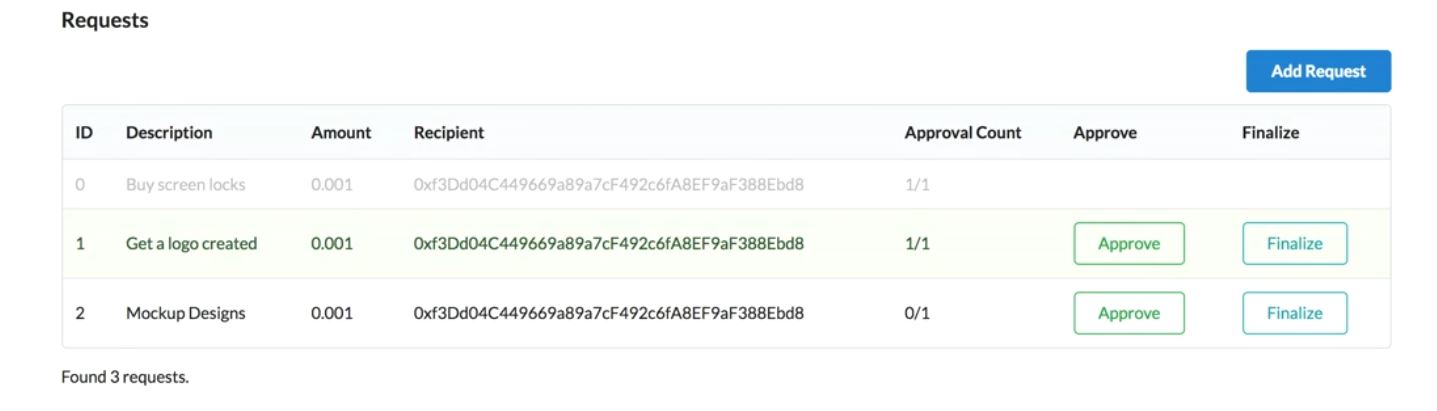 Requests
Add Request
ID Description Amount Recipient Approval Count Approve Finalize
0 Buy screen locks 0.001 0xf3Dd04C449669a89a7cF492c6fA8EF9aF388Ebd8 1/1
1 Get a logo created 0.001 0xf3Dd04C449669a89a7cF492c6fA8EF9aF388Ebd8 1/1 Approve Finalize
2 Mockup Designs 0.001 0xf3Dd04C449669a89a7cF492c6fA8EF9aF388Ebd8 0/1 Approve Finalize
Found 3 requests.